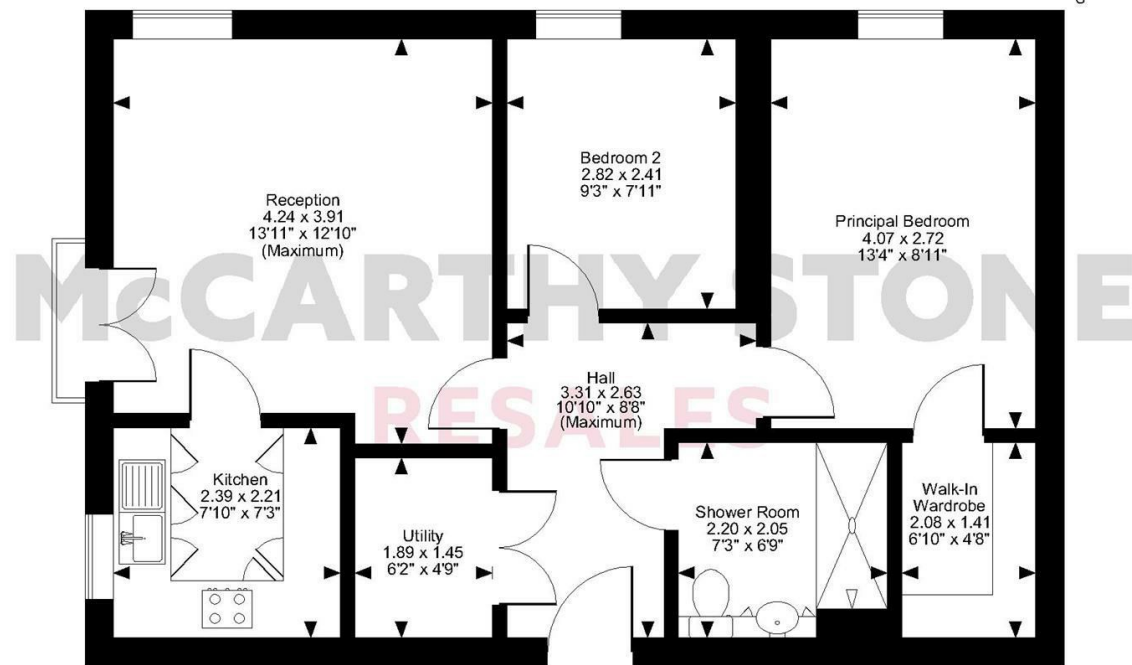 Reception
4.24 x 3.91
13'11" x 12'10"
(Maximum)
Bedroom 2
2.82 x 2.41
9'3" x 7'11"
Principal Bedroom
4.07 x 2.72
13'4" x 8'11"
McCARTHY STONE
RESALES
Hall
3.31 x 2.63
10'10" x 8'8"
(Maximum)
Kitchen
2.39 x 2.21
7'10" x 7'3"
Utility
1.89 x 1.45
6'2" x 4'9"
Shower Room
2.20 x 2.05
7'3" x 6'9"
Walk-In
Wardrobe
2.08 x 1.41
6'10" x 4'8"